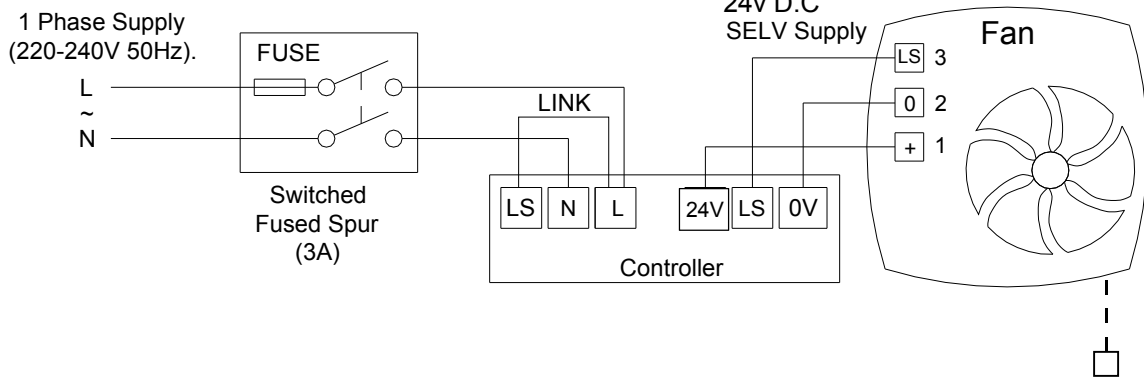 1 Phase Supply
(220-240V 50Hz).
L
~
N
FUSE
Switched
Fused Spur
(3A)
LINK
LS N L 24V LS 0V
Controller
24v D.C
SELV Supply
Fan
LS 3
0 2
+ 1